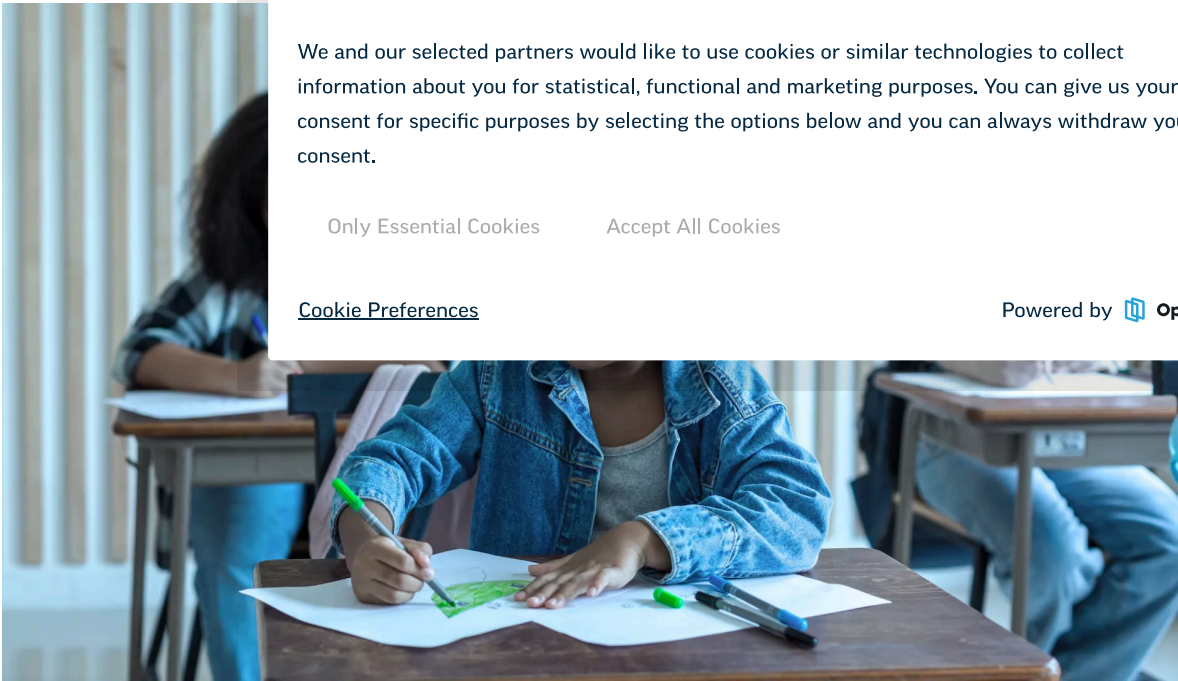 We and our selected partners would like to use cookies or similar technologies to collect
information about you for statistical, functional and marketing purposes. You can give us your
consent for specific purposes by selecting the options below and you can always withdraw
consent.
Only Essential Cookies
Accept All Cookies
Cookie Preferences
Powered by